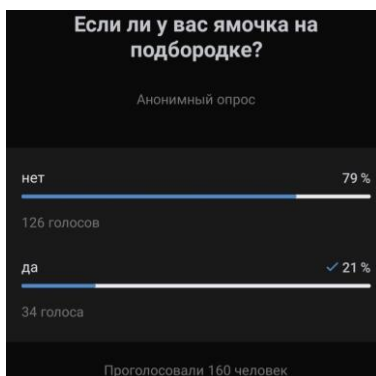 Если ли у вас ямочка на
подбородке?
Анонимный опрос
нет 79 %
126 голосов
да 21 %
34 голоса
Проголосовали 160 человек